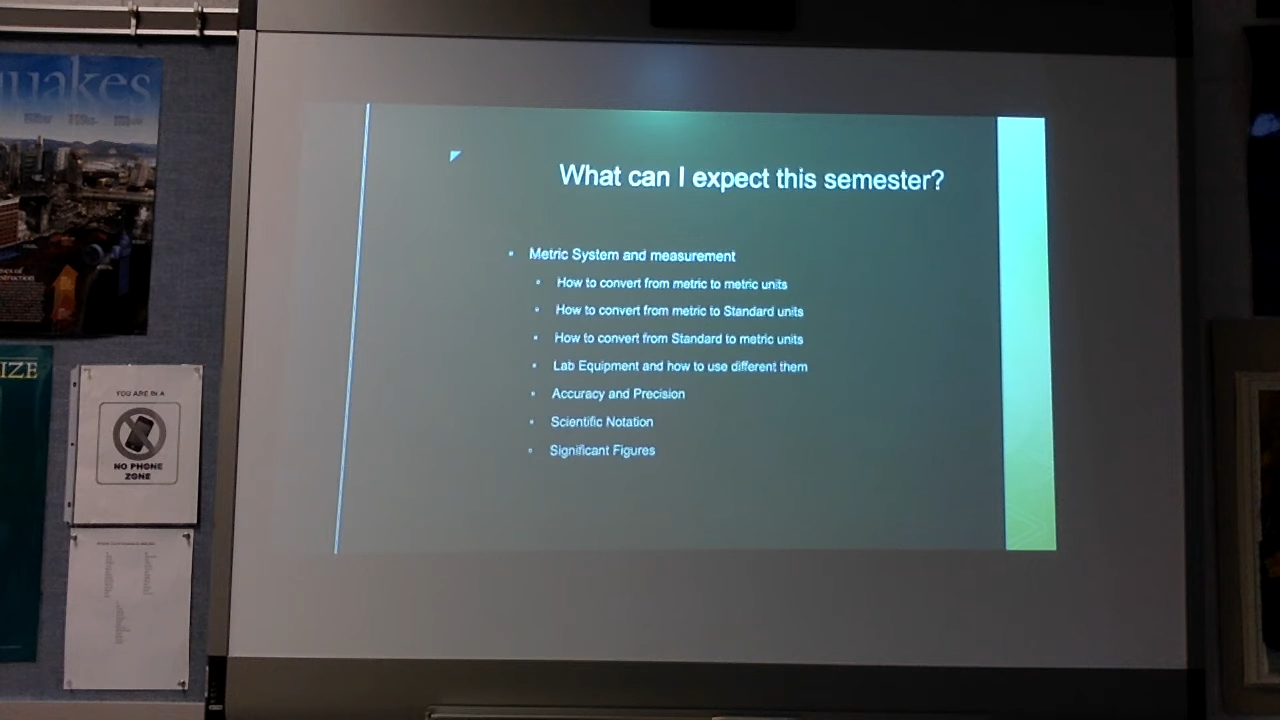 uakes
IZE
YOU ARE IN A
NO PHONE
ZONE
What can I expect this semester?
Metric System and measurement
How to convert from metric to metric units
How to convert from metric to Standard units
How to convert from Standard to metric units
Lab Equipment and how to use different them
Accuracy and Precision
Scientific Notation
Significant Figures